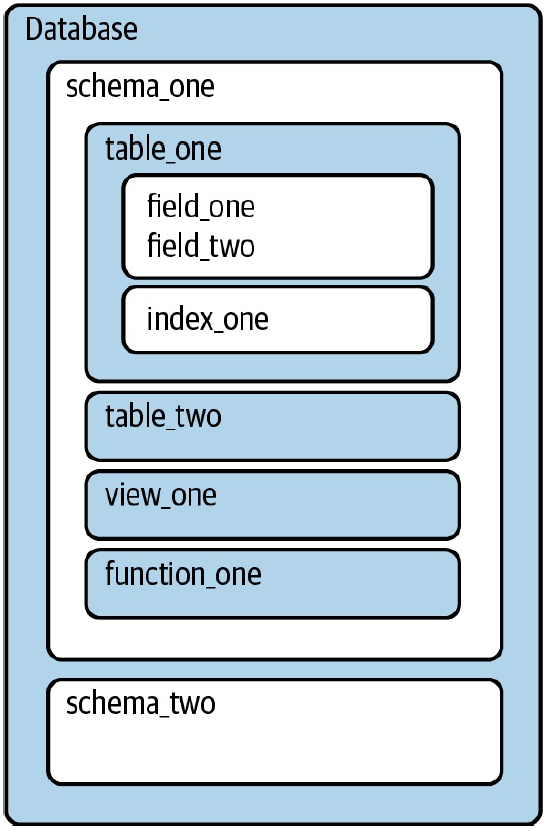 Database
schema_one
table_one
field_one
field_two
index_one
table_two
view_one
function_one
schema_two